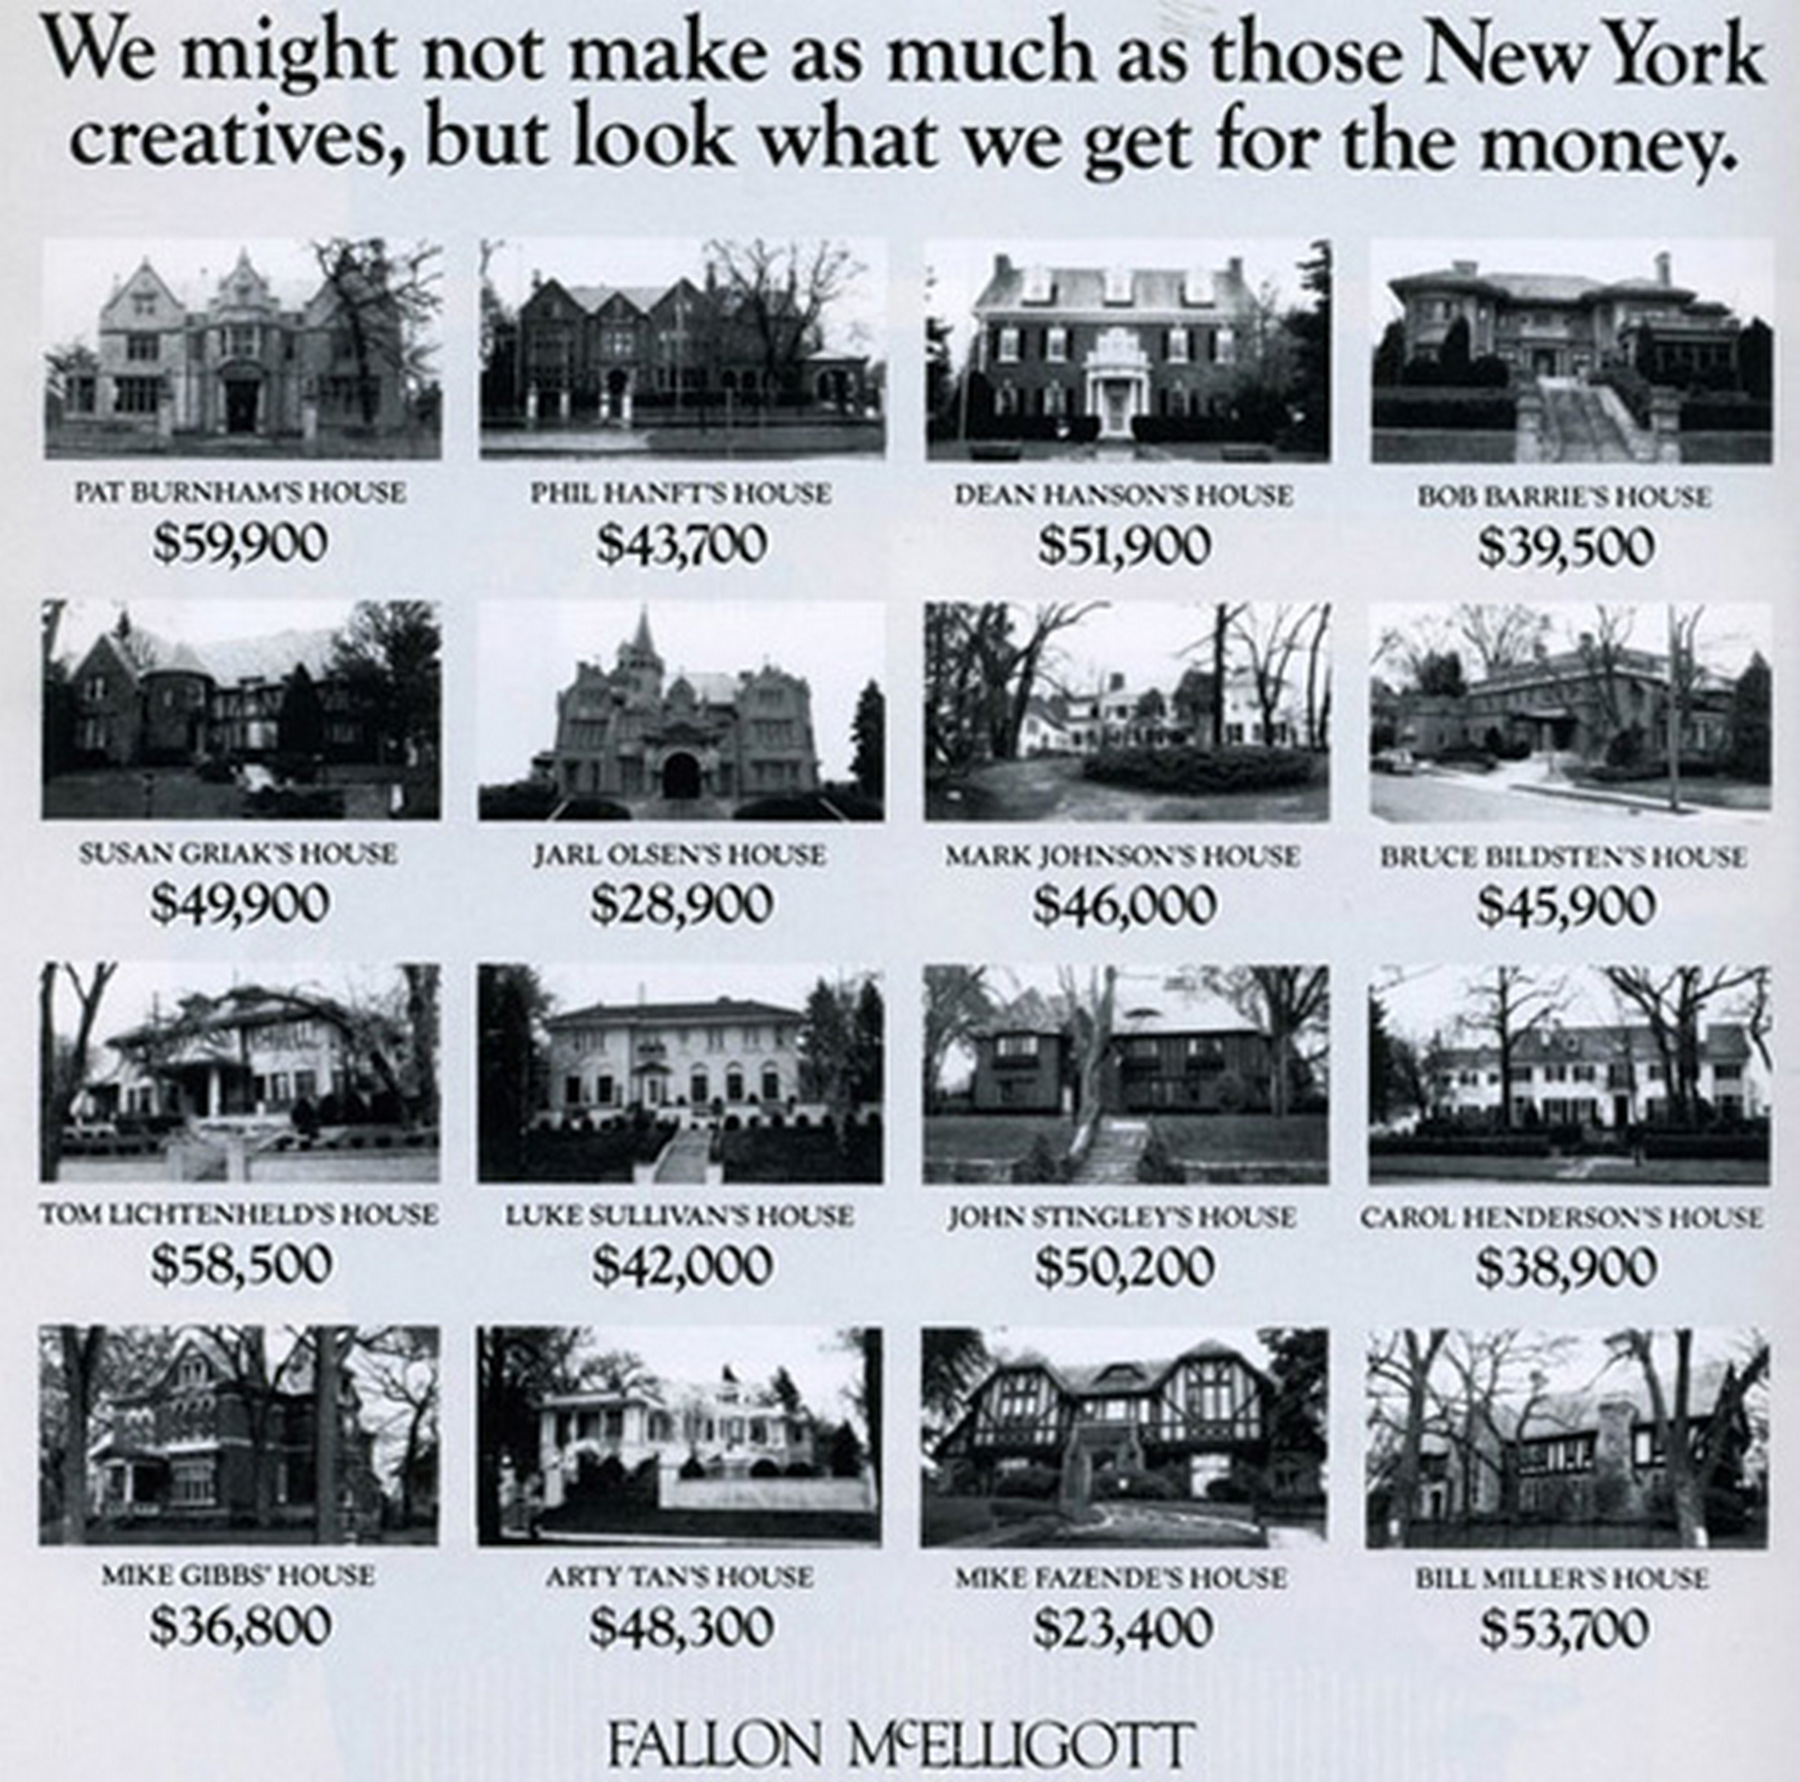 We might not make as much as those New York
creatives, but look what we get for the money.
PAT BURNHAM'S HOUSE
$59,900
PHIL HANFT'S HOUSE
$43,700
DEAN HANSON'S HOUSE
$51,900
BOB BARRIE'S HOUSE
$39,500
SUSAN GRIAK'S HOUSE
$49,900
JARL OLSEN'S HOUSE
$28,900
MARK JOHNSON'S HOUSE
$46,000
BRUCE BILDSTEN'S HOUSE
$45,900
TOM LICHTENHELD'S HOUSE
$58,500
LUKE SULLIVAN'S HOUSE
$42,000
JOHN STINGLEY'S HOUSE
$50,200
CAROL HENDERSON'S HOUSE
$38,900
MIKE GIBBS' HOUSE
$36,800
ARTY TAN'S HOUSE
$48,300
MIKE FAZENDE'S HOUSE
$23,400
BILL MILLER'S HOUSE
$53,700
FALLON McELLIGOTT